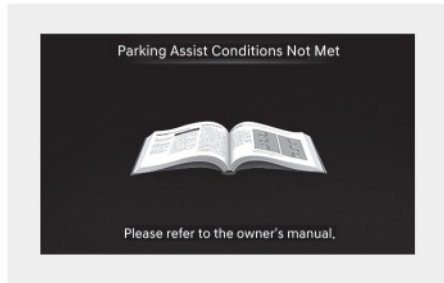 Parking Assist Conditions Not Met
Please refer to the owner's manual.